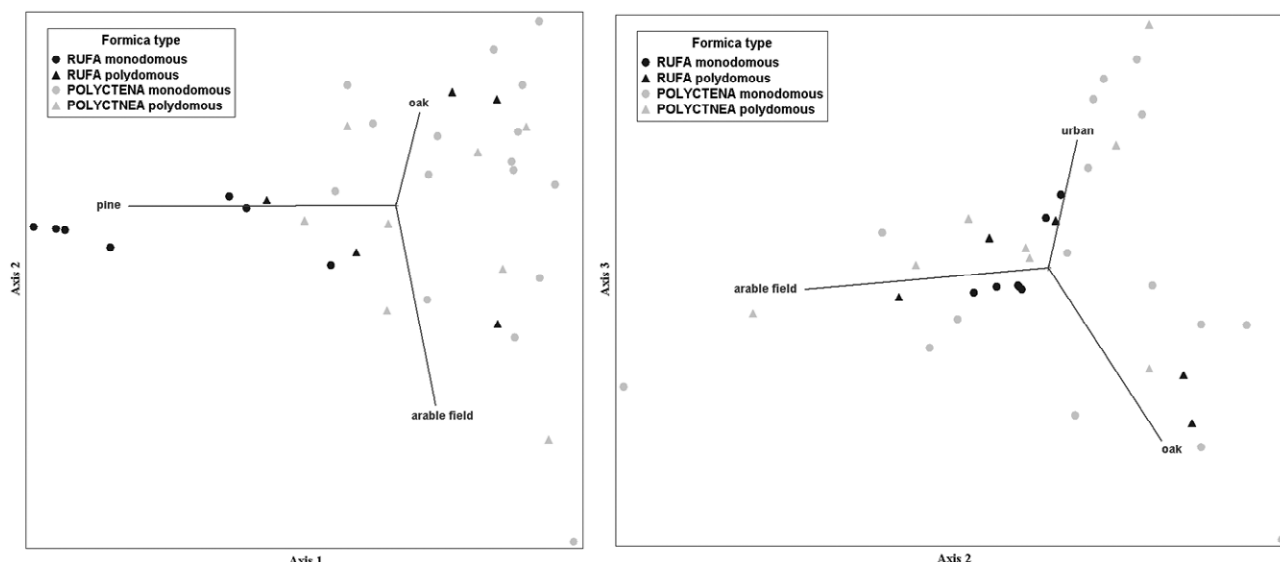 Formica type
RUFA monodomous
RUFA polydomous
POLYCTENA monodomous
POLYCTNEA polydomous
oak
pine
arable field
Axis 2
Axis 1
Formica type
RUFA monodomous
RUFA polydomous
POLYCTENA monodomous
POLYCTNEA polydomous
urban
arable field
oak
Axis 3
Axis 2